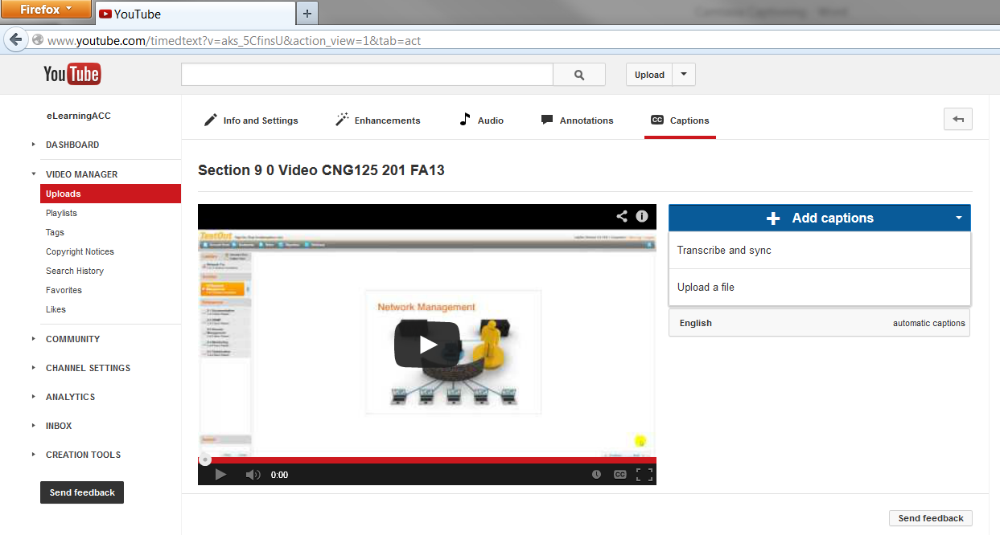 Firefox
YouTube
www.youtube.com/timedtext?v=aks_5CfinsU&action_view=1&tab=act
YouTube
Upload
eLearningACC
DASHBOARD
VIDEO MANAGER
Uploads
Playlists
Tags
Copyright Notices
Search History
Favorites
Likes
COMMUNITY
CHANNEL SETTINGS
ANALYTICS
INBOX
CREATION TOOLS
Send feedback
Info and Settings
Enhancements
Audio
CC Captions
Annotations
Section 9 0 Video CNG125 201 FA13
TestOut
Network Management
0:00
CC
Add captions
Transcribe and sync
Upload a file
English automatic captions
Send feedback